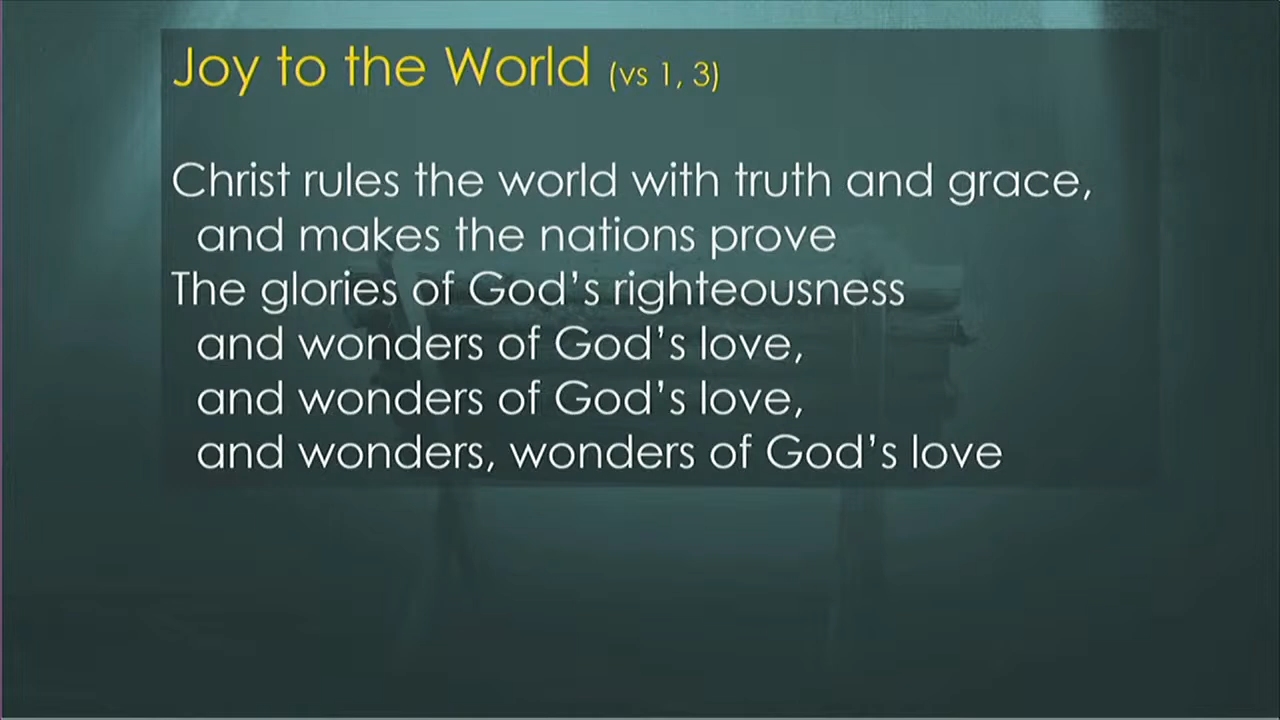 Joy to the World (vs 1, 3)
Christ rules the world with truth and grace,
and makes the nations prove
The glories of God’s righteousness
and wonders of God’s love,
and wonders of God’s love,
and wonders, wonders of God’s love